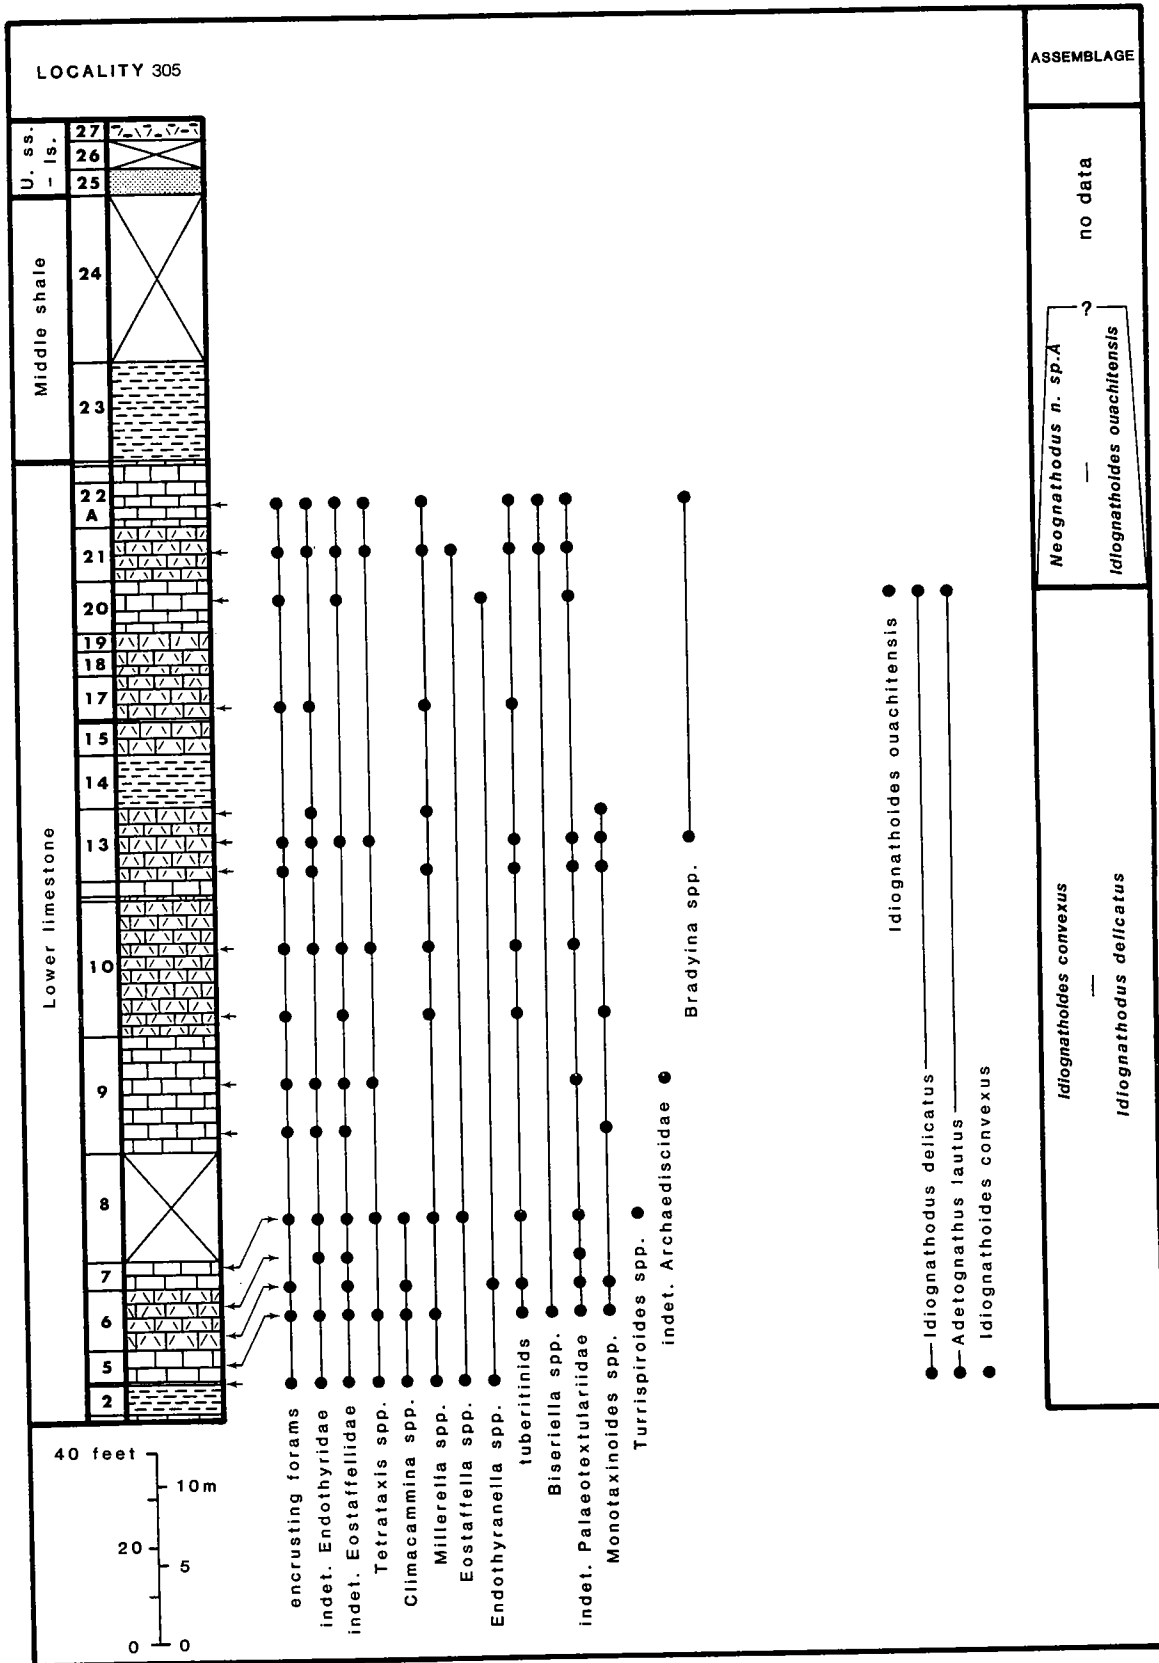 LOCALITY 305
ASSEMBLAGE
U. ss. – ls.
Middle shale
Lower limestone
27
26
25
24
23
22 A
21
20
19
18
17
15
14
13
10
9
8
7
6
5
2
encrusting forams
indet. Endothyridae
indet. Eostaffellidae
Tetrataxis spp.
Climacammina spp.
Millerella spp.
Eostaffella spp.
Endothyranella spp.
tuberitinids
Biseriella spp.
indet. Palaeotextulariidae
Monotaxinoides spp.
Turrispiroides spp.
indet. Archaediscidae
Bradyina spp.
Idiognathoides ouachitensis
Idiognathodus delicatus
Adetognathus lautus
Idiognathoides convexus
no data
?
Neognathodus n. sp.A
—
Idiognathoides ouachitensis
Idiognathoides convexus
—
Idiognathodus delicatus
40 feet
20
0
10m
5
0